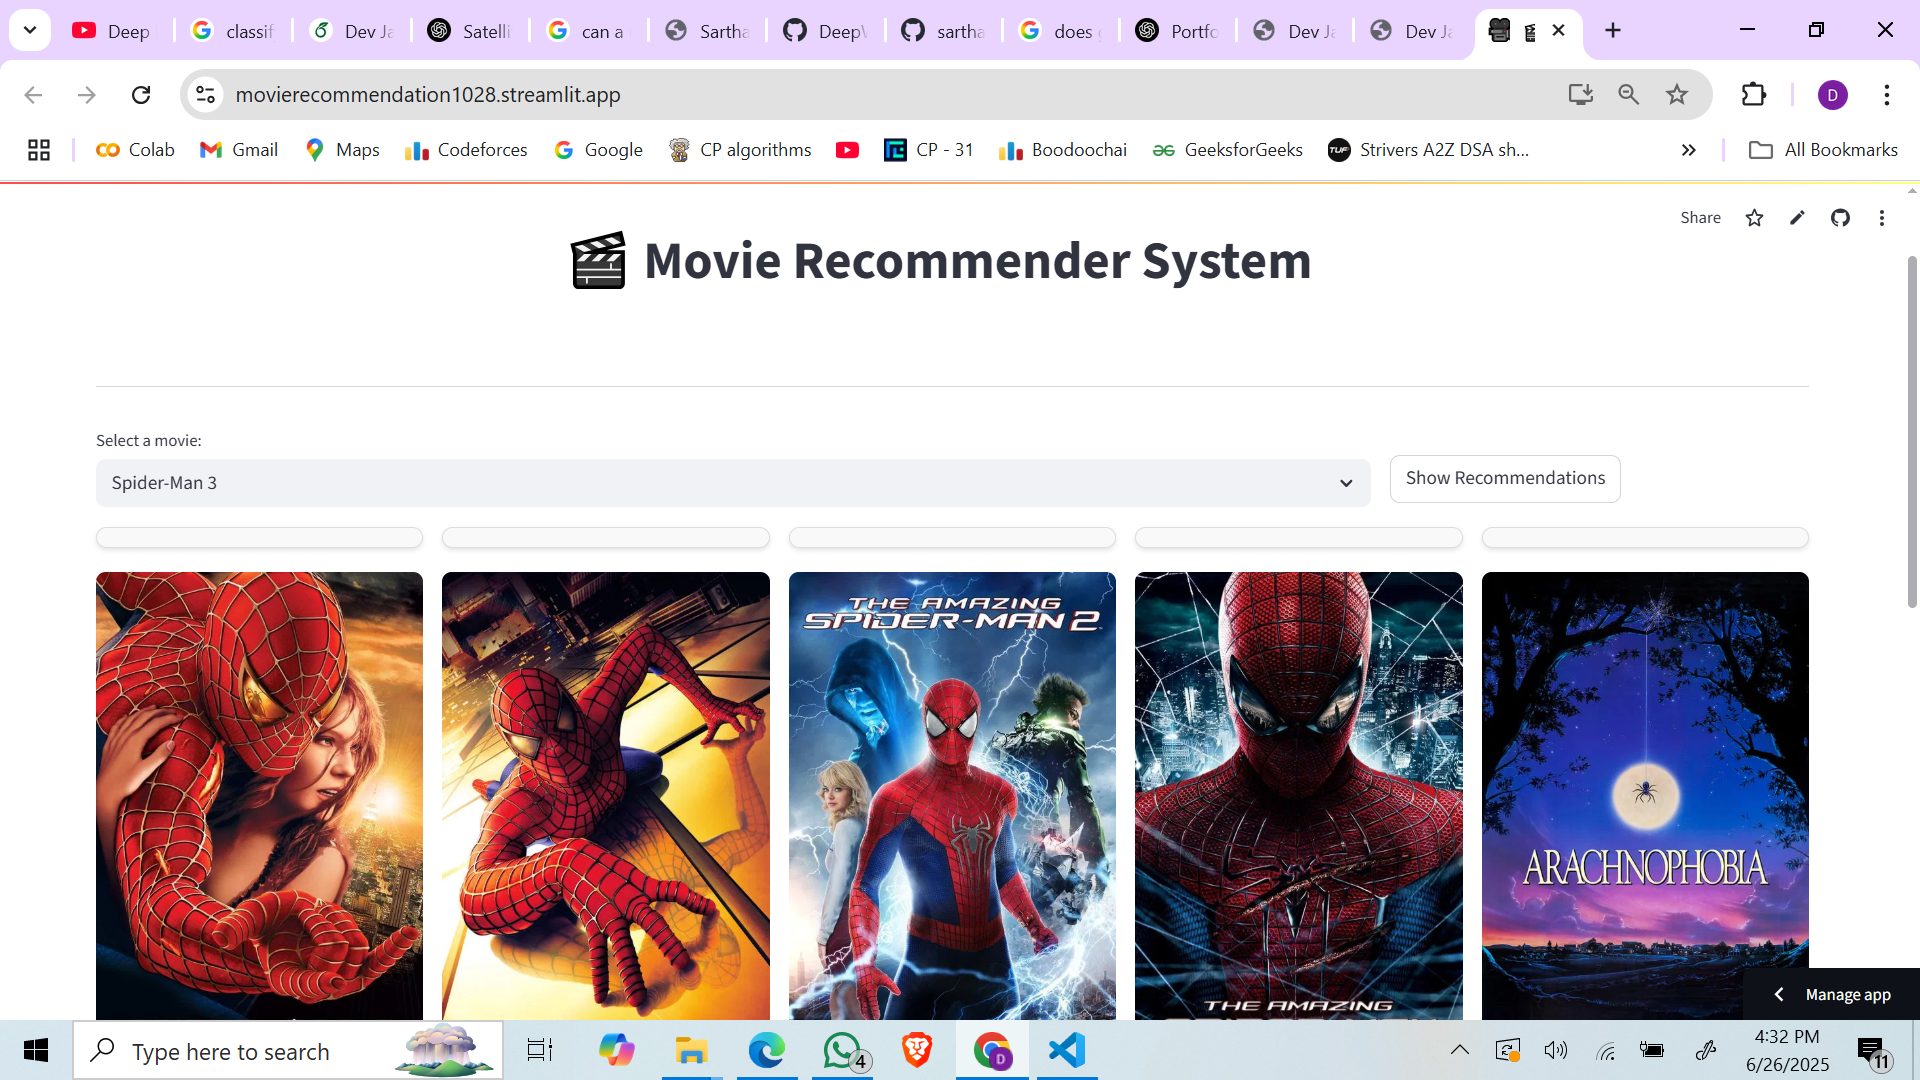 Deep
classif
Dev Ja
Satelli
can a
Sartha
DeepV
sartha
does g
Portfo
Dev Ja
Dev Ja
movierecommendation1028.streamlit.app
D
Colab
Gmail
Maps
Codeforces
Google
CP algorithms
CP - 31
Boodoochai
GeeksforGeeks
TUF
Strivers A2Z DSA sh...
All Bookmarks
Share
Movie Recommender System
Select a movie:
Spider-Man 3
Show Recommendations
THE AMAZING
SPIDER-MAN 2
ARACHNOPHOBIA
THE AMAZING
Manage app
Type here to search
4
D
4:32 PM
6/26/2025
11